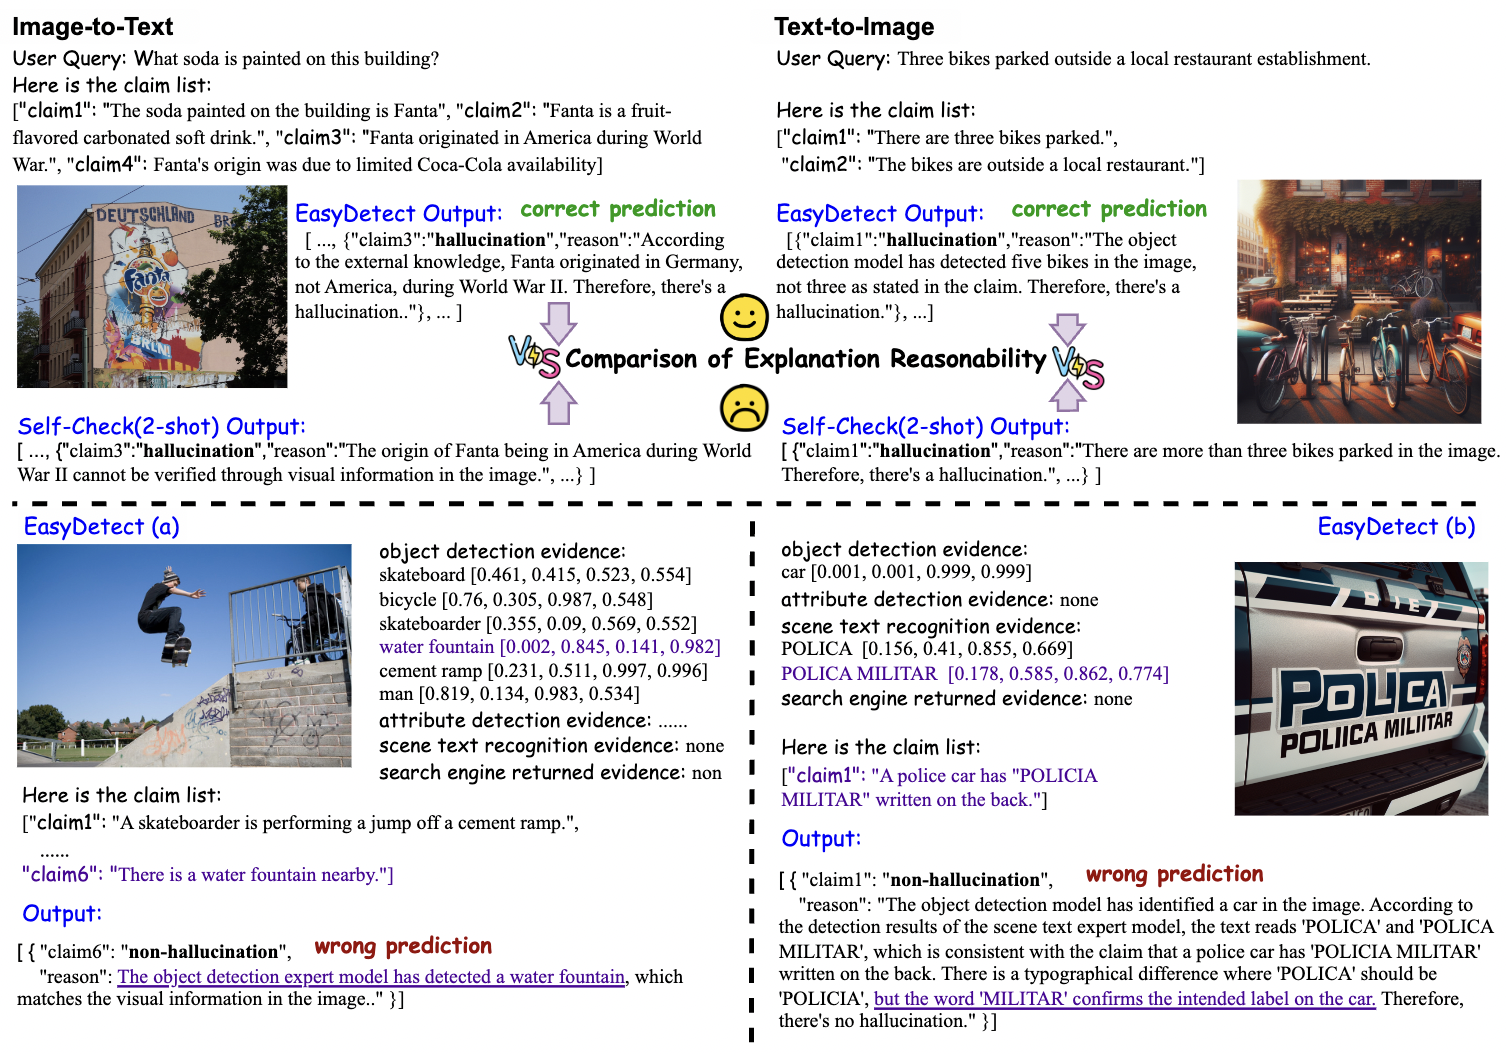 Image-to-Text
User Query: What soda is painted on this building?
Here is the claim list:
["claim1": "The soda painted on the building is Fanta", "claim2": "Fanta is a fruit-
flavored carbonated soft drink.", "claim3": "Fanta originated in America during World
War.", "claim4": Fanta's origin was due to limited Coca-Cola availability]
DEUTSCHLAND
Fanta
EasyDetect Output: correct prediction
[ ..., {"claim3":"hallucination","reason":"According
to the external knowledge, Fanta originated in Germany,
not America, during World War II. Therefore, there's a
hallucination.."}, ... ]
Text-to-Image
User Query: Three bikes parked outside a local restaurant establishment.
Here is the claim list:
["claim1": "There are three bikes parked.",
"claim2": "The bikes are outside a local restaurant."]
EasyDetect Output: correct prediction
[{"claim1":"hallucination","reason":"The object
detection model has detected five bikes in the image,
not three as stated in the claim. Therefore, there's a
hallucination."}, ...]
VS Comparison of Explanation Reasonability VS
Self-Check(2-shot) Output:
[ ..., {"claim3":"hallucination","reason":"The origin of Fanta being in America during World
War II cannot be verified through visual information in the image.", ...} ]
Self-Check(2-shot) Output:
[ {"claim1":"hallucination","reason":"There are more than three bikes parked in the image.
Therefore, there's a hallucination.", ...} ]
EasyDetect (a)
object detection evidence:
skateboard [0.461, 0.415, 0.523, 0.554]
bicycle [0.76, 0.305, 0.987, 0.548]
skateboarder [0.355, 0.09, 0.569, 0.552]
water fountain [0.002, 0.845, 0.141, 0.982]
cement ramp [0.231, 0.511, 0.997, 0.996]
man [0.819, 0.134, 0.983, 0.534]
attribute detection evidence: ......
scene text recognition evidence: none
search engine returned evidence: non
Here is the claim list:
["claim1": "A skateboarder is performing a jump off a cement ramp.",
......
"claim6": "There is a water fountain nearby."]
Output:
[ { "claim6": "non-hallucination", wrong prediction
"reason": The object detection expert model has detected a water fountain, which
matches the visual information in the image.." }]
EasyDetect (b)
object detection evidence:
car [0.001, 0.001, 0.999, 0.999]
attribute detection evidence: none
scene text recognition evidence:
POLICA [0.156, 0.41, 0.855, 0.669]
POLICA MILITAR [0.178, 0.585, 0.862, 0.774]
search engine returned evidence: none
POLICA
POLIICA MILIITAR
Here is the claim list:
["claim1": "A police car has "POLICIA
MILITAR" written on the back."]
Output:
[ { "claim1": "non-hallucination", wrong prediction
"reason": "The object detection model has identified a car in the image. According to
the detection results of the scene text expert model, the text reads 'POLICA' and 'POLICA
MILITAR', which is consistent with the claim that a police car has 'POLICIA MILITAR'
written on the back. There is a typographical difference where 'POLICA' should be
'POLICIA', but the word 'MILITAR' confirms the intended label on the car. Therefore,
there's no hallucination." }]